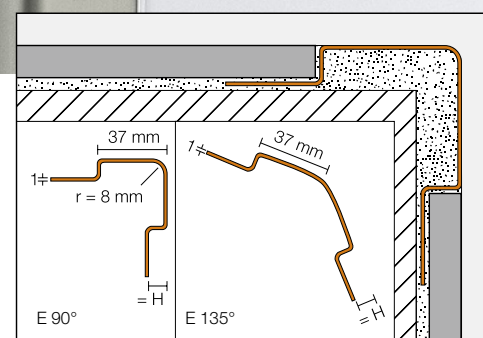 37 mm
1
r = 8 mm
= H
E 90°
37 mm
1
= H
E 135°